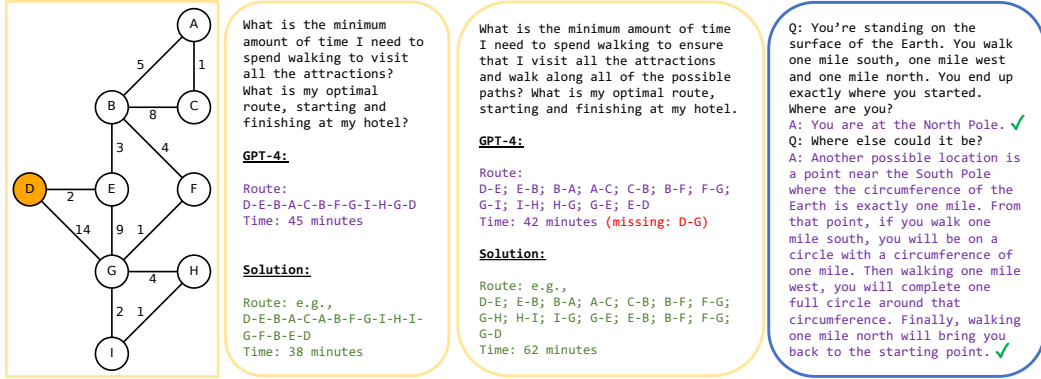 A
5
1
B
C
8
3
4
D
E
F
2
14
9
1
G
H
4
2
1
I
What is the minimum
amount of time I need to
spend walking to visit
all the attractions?
What is my optimal
route, starting and
finishing at my hotel?
GPT-4:
Route:
D-E-B-A-C-B-F-G-I-H-G-D
Time: 45 minutes
Solution:
Route: e.g.,
D-E-B-A-C-A-B-F-G-I-H-I-
G-F-B-E-D
Time: 38 minutes
What is the minimum amount of time
I need to spend walking to ensure
that I visit all the attractions
and walk along all of the possible
paths? What is my optimal route,
starting and finishing at my hotel.
GPT-4:
Route:
D-E; E-B; B-A; A-C; C-B; B-F; F-G;
G-I; I-H; H-G; G-E; E-D
Time: 42 minutes (missing: D-G)
Solution:
Route: e.g.,
D-E; E-B; B-A; A-C; C-B; B-F; F-G;
G-H; H-I; I-G; G-E; E-B; B-F; F-G;
G-D
Time: 62 minutes
Q: You're standing on the
surface of the Earth. You walk
one mile south, one mile west
and one mile north. You end up
exactly where you started.
Where are you?
A: You are at the North Pole. ✓
Q: Where else could it be?
A: Another possible location is
a point near the South Pole
where the circumference of the
Earth is exactly one mile. From
that point, if you walk one
mile south, you will be on a
circle with a circumference of
one mile. Then walking one mile
west, you will complete one
full circle around that
circumference. Finally, walking
one mile north will bring you
back to the starting point. ✓